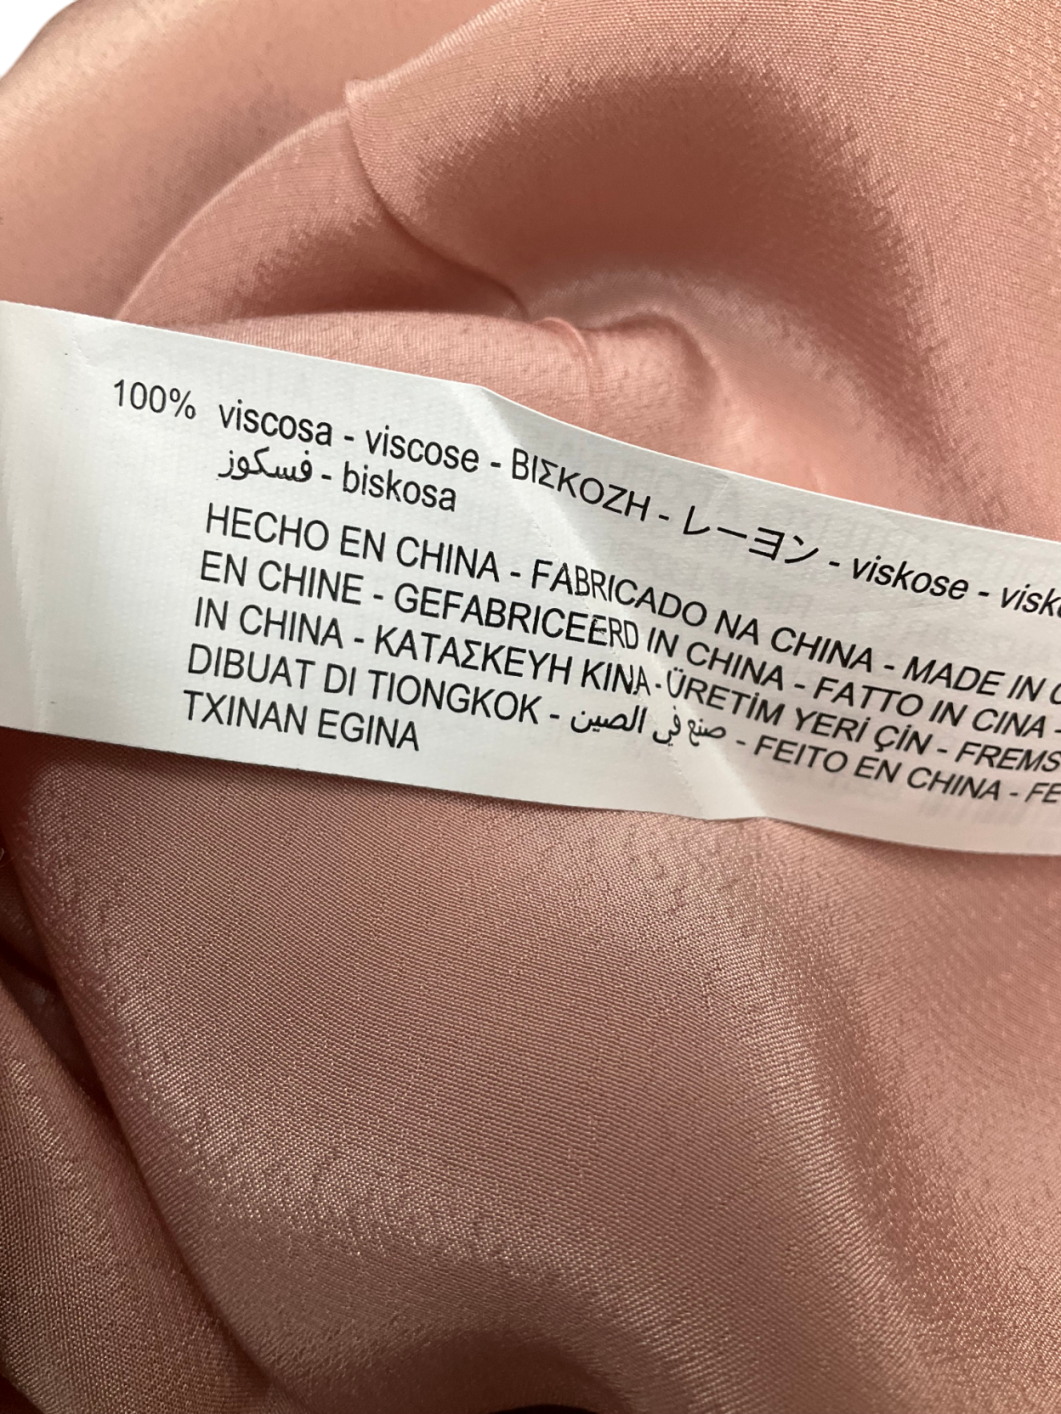 100% viscosa - viscose - ΒΙΣΚΟΖΗ - レーヨン - viskose -
فسكوز - biskosa
HECHO EN CHINA - FABRICADO NA CHINA - MADE IN
EN CHINE - GEFABRICEERD IN CHINA - FATTO IN CINA -
IN CHINA - ΚΑΤΑΣΚΕΥΗ ΚΙΝΑ-ÜRETİM YERİ ÇİN - FREMS
DIBUAT DI TIONGKOK - صنع في الصين - FEITO EN CHINA - FE
TXINAN EGINA